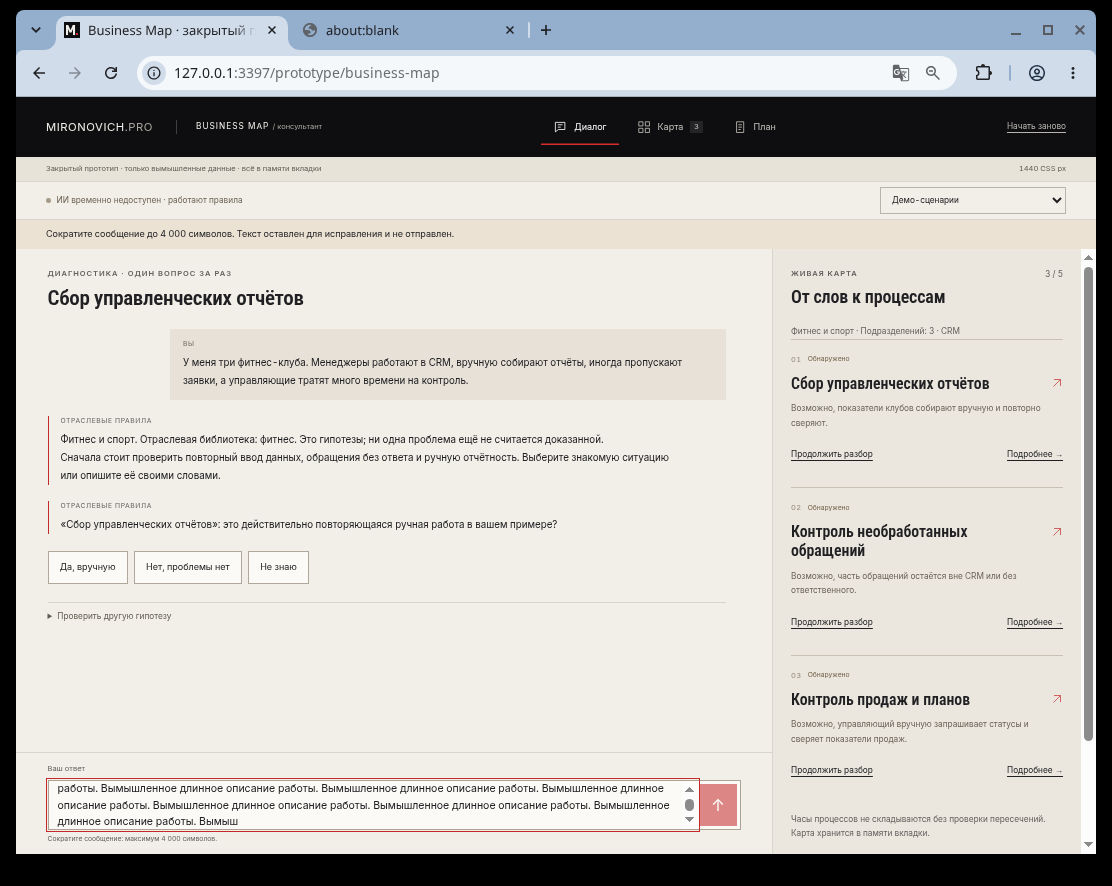 Business Map · закрытый
about:blank
127.0.0.1:3397/prototype/business-map
MIRONOVICH.PRO
BUSINESS MAP / консультант
Диалог
Карта 3
План
Начать заново
Закрытый прототип · только вымышленные данные · всё в памяти вкладки
1440 CSS px
ИИ временно недоступен · работают правила
Демо-сценарии
Сократите сообщение до 4 000 символов. Текст оставлен для исправления и не отправлен.
ДИАГНОСТИКА · ОДИН ВОПРОС ЗА РАЗ
Сбор управленческих отчётов
ВЫ
У меня три фитнес-клуба. Менеджеры работают в CRM, вручную собирают отчёты, иногда пропускают
заявки, а управляющие тратят много времени на контроль.
ОТРАСЛЕВЫЕ ПРАВИЛА
Фитнес и спорт. Отраслевая библиотека: фитнес. Это гипотезы; ни одна проблема ещё не считается доказанной.
Сначала стоит проверить повторный ввод данных, обращения без ответа и ручную отчётность. Выберите знакомую ситуацию
или опишите её своими словами.
ОТРАСЛЕВЫЕ ПРАВИЛА
«Сбор управленческих отчётов»: это действительно повторяющаяся ручная работа в вашем примере?
Да, вручную
Нет, проблемы нет
Не знаю
Проверить другую гипотезу
Ваш ответ
работы. Вымышленное длинное описание работы. Вымышленное длинное описание работы. Вымышленное длинное
описание работы. Вымышленное длинное описание работы. Вымышленное длинное описание работы. Вымышленное
длинное описание работы. Вымыш
Сократите сообщение: максимум 4 000 символов.
ЖИВАЯ КАРТА
3 / 5
От слов к процессам
Фитнес и спорт · Подразделений: 3 · CRM
01 Обнаружено
Сбор управленческих отчётов
Возможно, показатели клубов собирают вручную и повторно
сверяют.
Продолжить разбор
Подробнее →
02 Обнаружено
Контроль необработанных
обращений
Возможно, часть обращений остаётся вне CRM или без
ответственного.
Продолжить разбор
Подробнее →
03 Обнаружено
Контроль продаж и планов
Возможно, управляющий вручную запрашивает статусы и
сверяет показатели продаж.
Продолжить разбор
Подробнее →
Часы процессов не складываются без проверки пересечений.
Карта хранится в памяти вкладки.